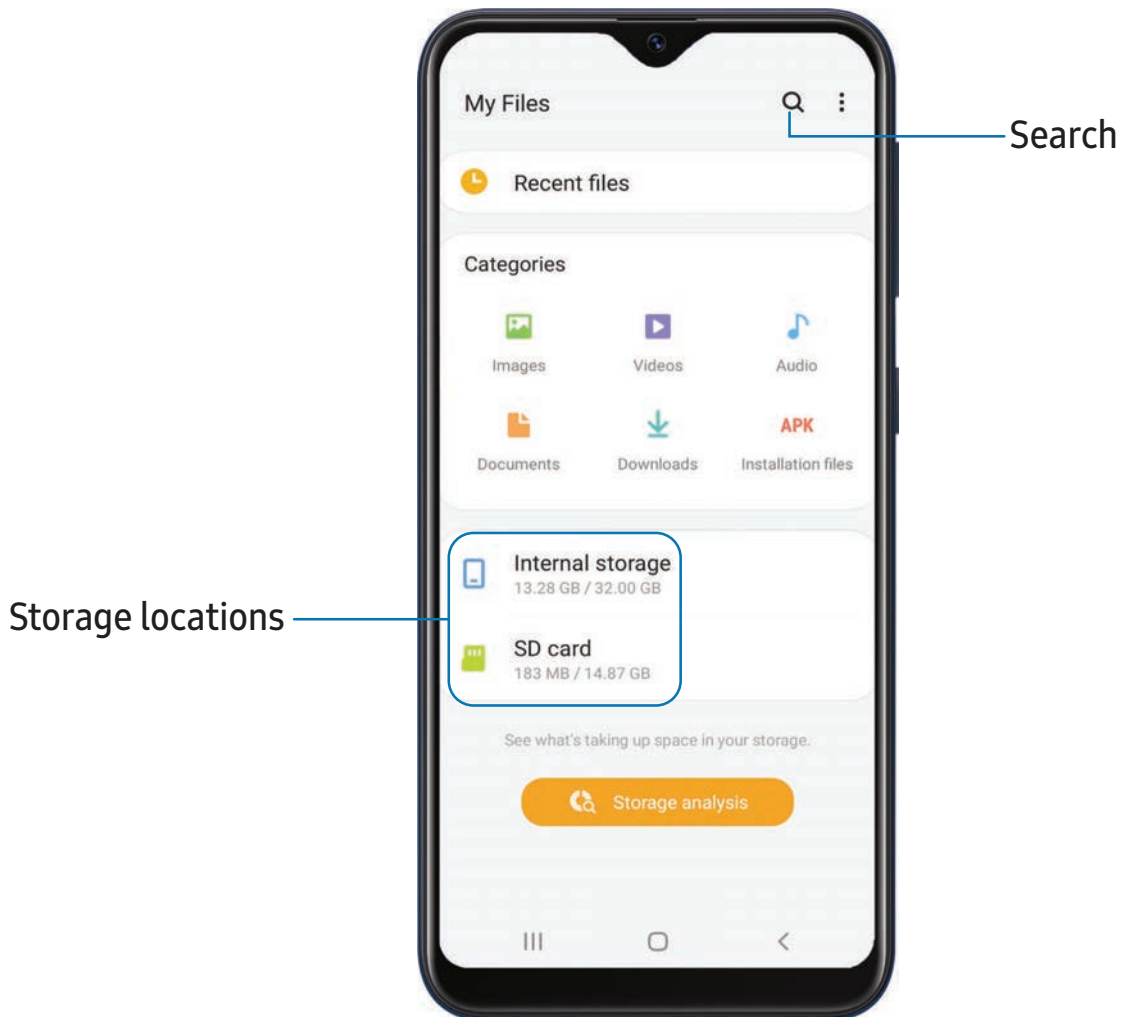 My Files
Search
Recent files
Categories
Images Videos Audio
APK
Documents Downloads Installation files
Storage locations
Internal storage
13.28 GB / 32.00 GB
SD card
183 MB / 14.87 GB
See what's taking up space in your storage.
Storage analysis